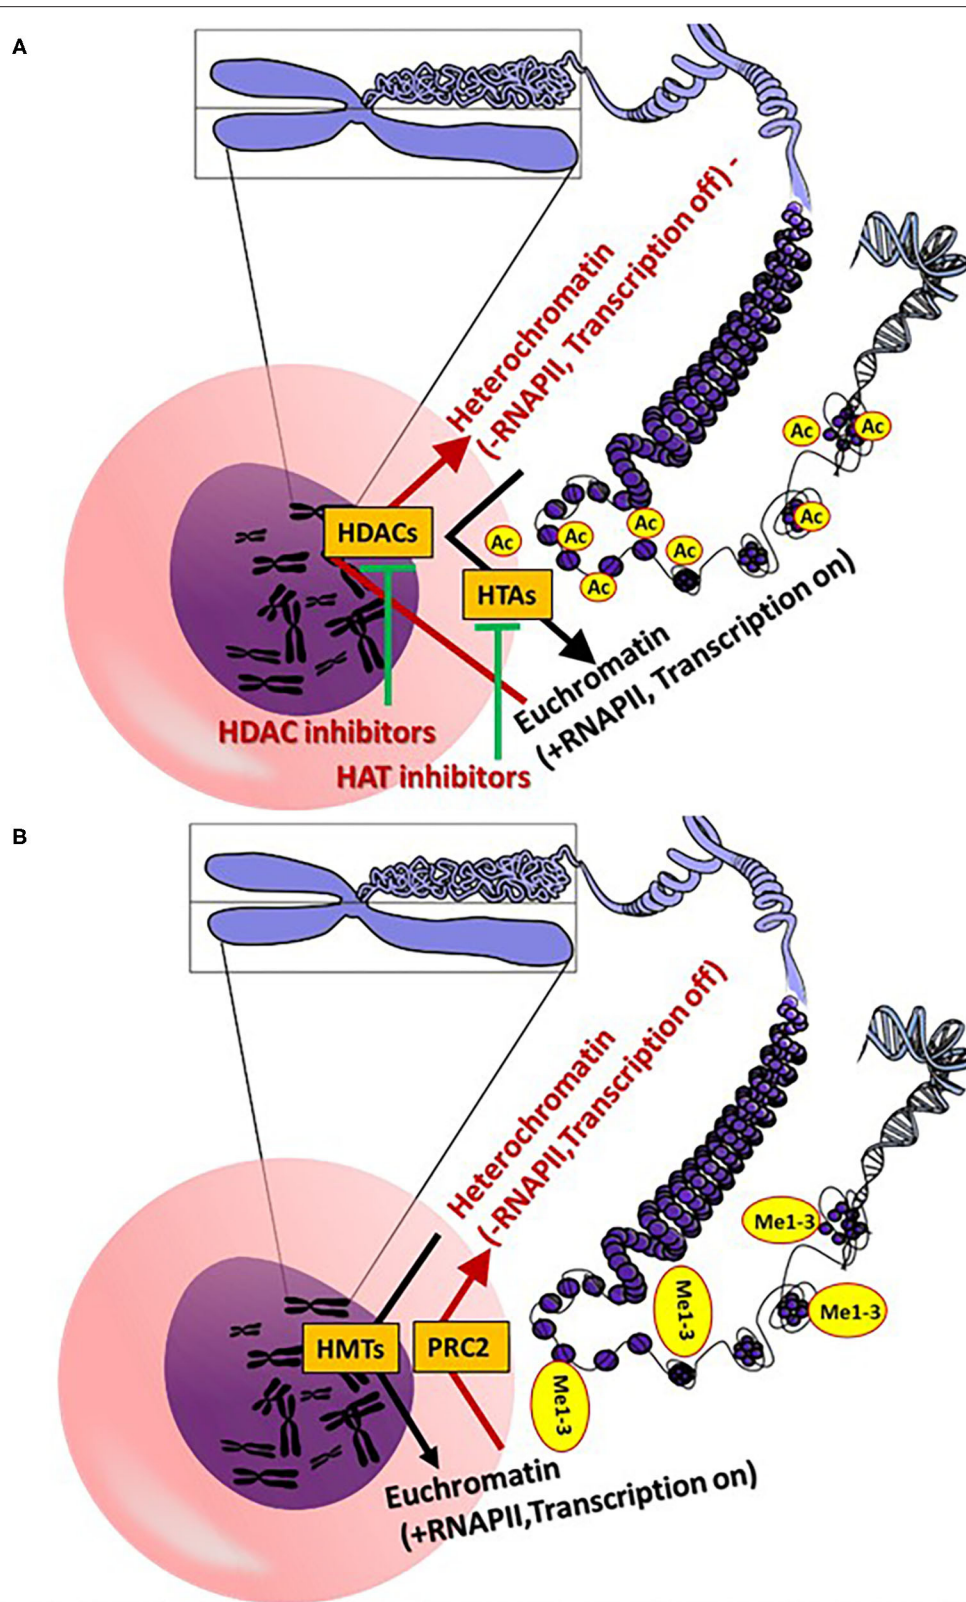 A
Heterochromatin
(-RNAPII, Transcription off) -
HDACs
Ac
Ac
Ac
Ac
Ac
Ac
Ac
Ac
HTAs
Euchromatin
(+RNAPII, Transcription on)
HDAC inhibitors
HAT inhibitors
B
Heterochromatin
(-RNAPII,Transcription off)
HMTs
PRC2
Me1-3
Me1-3
Me1-3
Me1-3
Euchromatin
(+RNAPII,Transcription on)